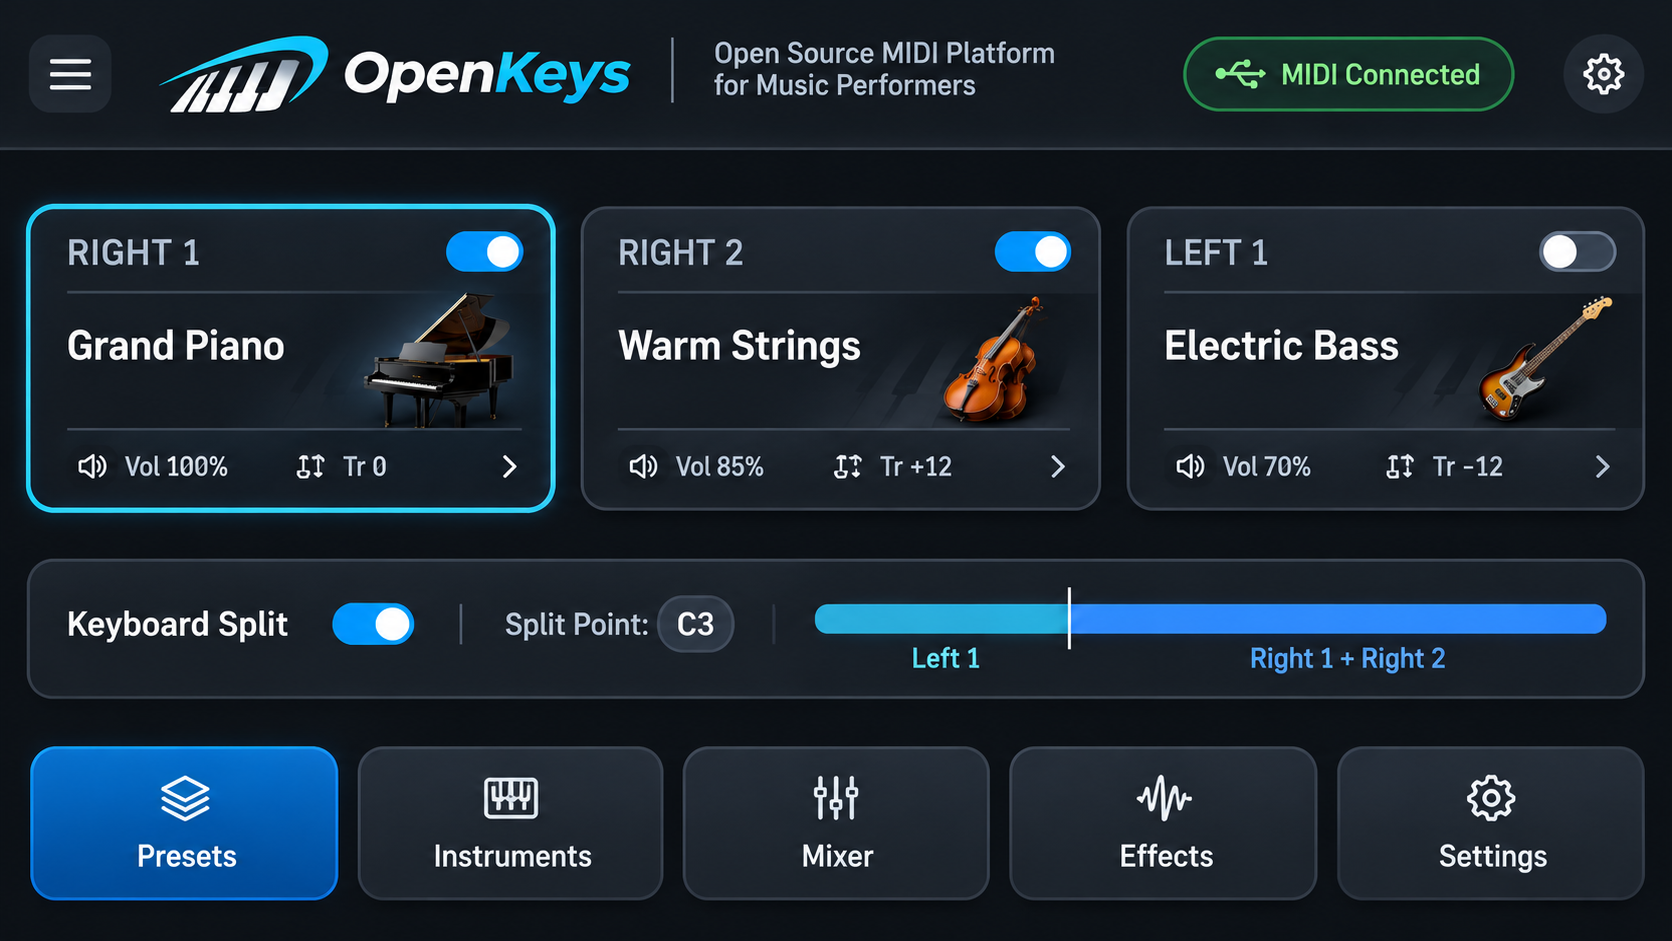 OpenKeys
Open Source MIDI Platform
for Music Performers
MIDI Connected
RIGHT 1
Grand Piano
Vol 100%
Tr 0
RIGHT 2
Warm Strings
Vol 85%
Tr +12
LEFT 1
Electric Bass
Vol 70%
Tr -12
Keyboard Split
Split Point: C3
Left 1
Right 1 + Right 2
Presets
Instruments
Mixer
Effects
Settings